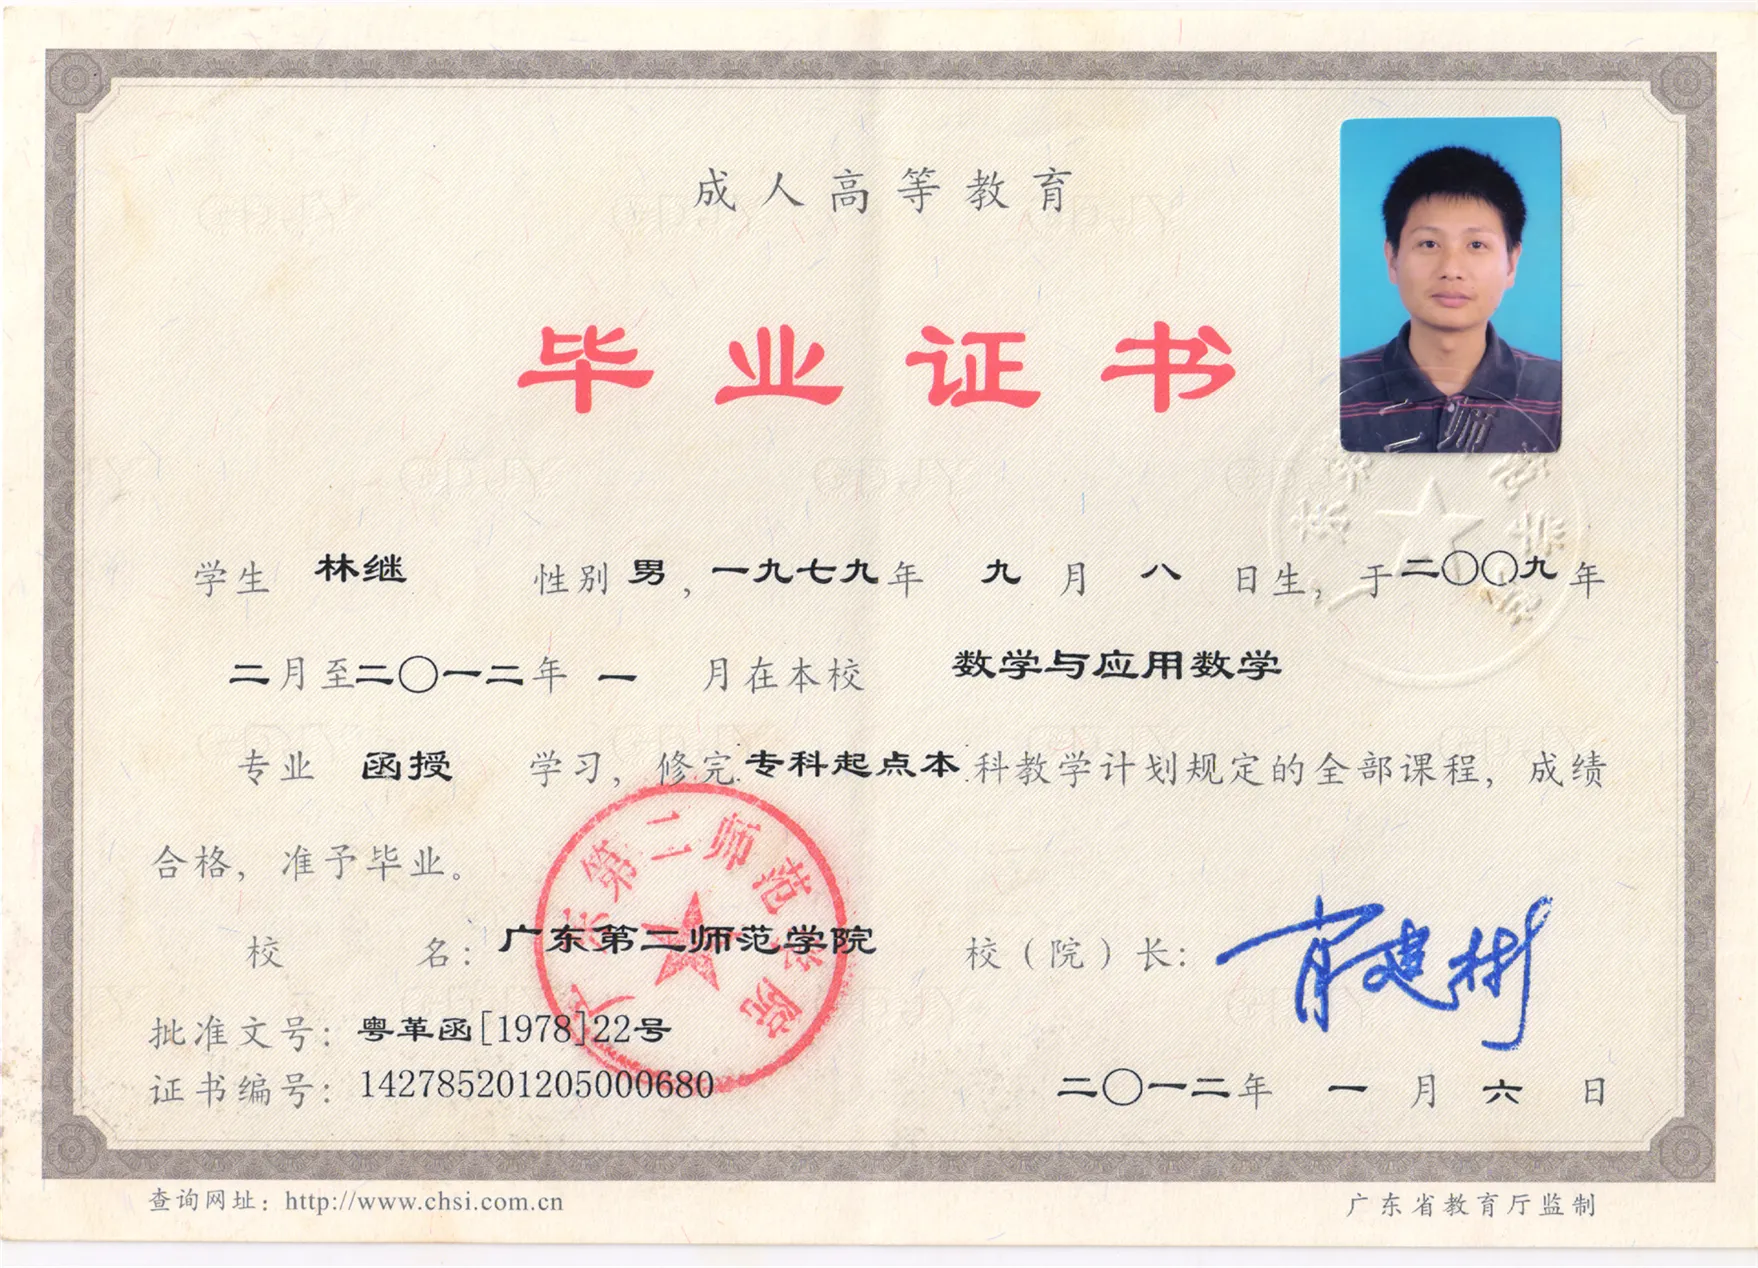 成人高等教育
毕业证书
学生 林继 性别 男，一九七九年 九 月 八 日生，于二〇〇九年
二月至二〇一二年 一 月在本校 数学与应用数学
专业 函授 学习，修完 专科起点本 科教学计划规定的全部课程，成绩
合格，准予毕业。
校 名：广东第二师范学院 校（院）长：肖建彬
批准文号：粤革函[1978]22号
证书编号：142785201205000680 二〇一二年 一 月 六 日
广东第二师范学院
查询网址：http://www.chsi.com.cn 广东省教育厅监制